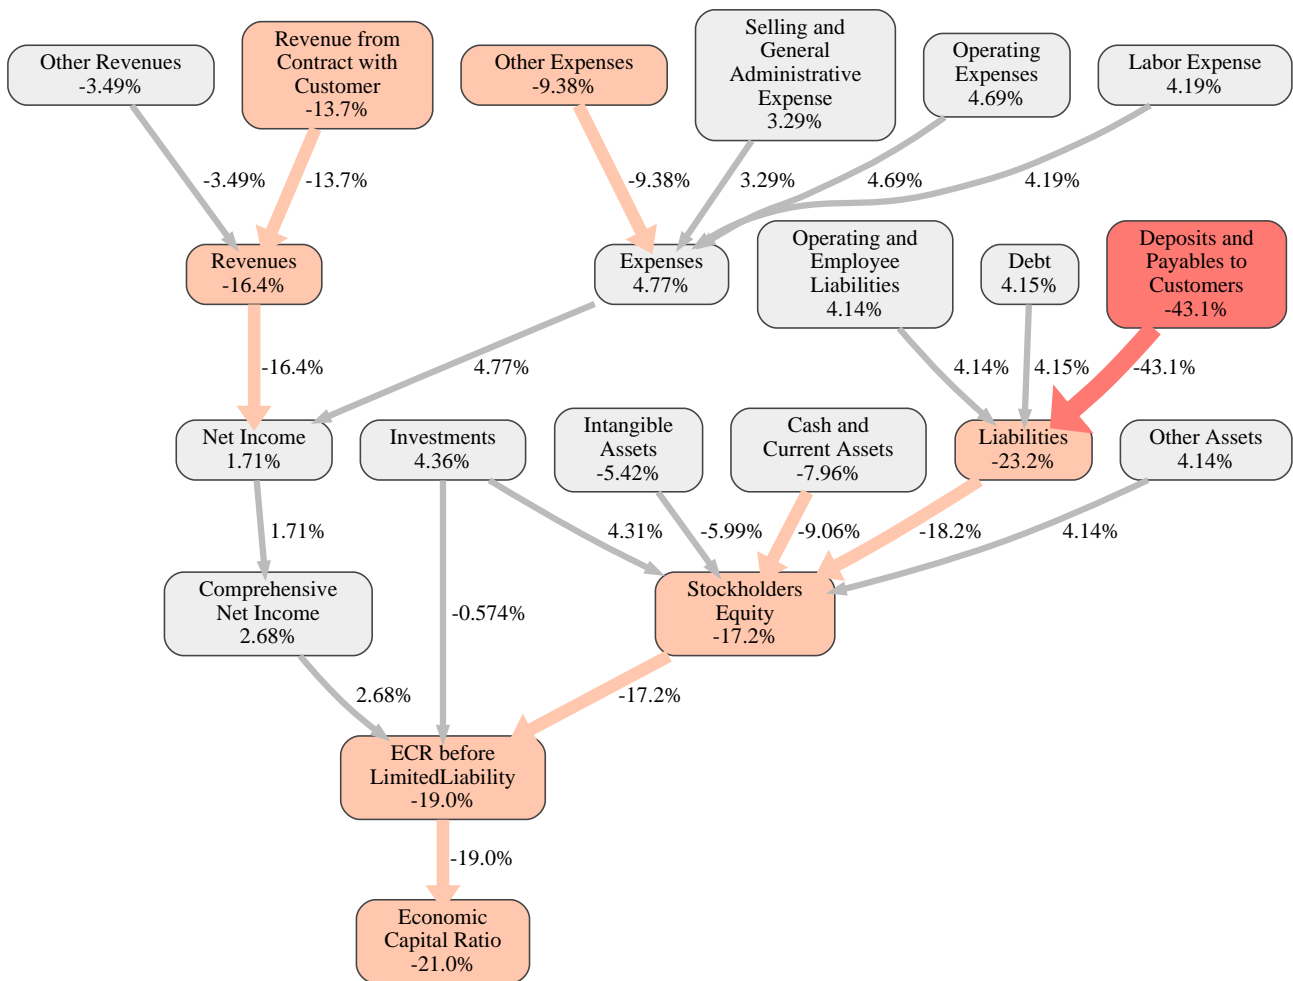 Other Revenues
-3.49%
Revenue from
Contract with
Customer
-13.7%
Other Expenses
-9.38%
Selling and
General
Administrative
Expense
3.29%
Operating
Expenses
4.69%
Labor Expense
4.19%
-3.49%
-13.7%
-9.38%
3.29%
4.69%
4.19%
Revenues
-16.4%
Expenses
4.77%
Operating and
Employee
Liabilities
4.14%
Debt
4.15%
Deposits and
Payables to
Customers
-43.1%
-16.4%
4.77%
4.14%
4.15%
-43.1%
Net Income
1.71%
Investments
4.36%
Intangible
Assets
-5.42%
Cash and
Current Assets
-7.96%
Liabilities
-23.2%
Other Assets
4.14%
1.71%
4.31%
-5.99%
-9.06%
-18.2%
4.14%
Comprehensive
Net Income
2.68%
-0.574%
Stockholders
Equity
-17.2%
2.68%
-17.2%
ECR before
LimitedLiability
-19.0%
-19.0%
Economic
Capital Ratio
-21.0%